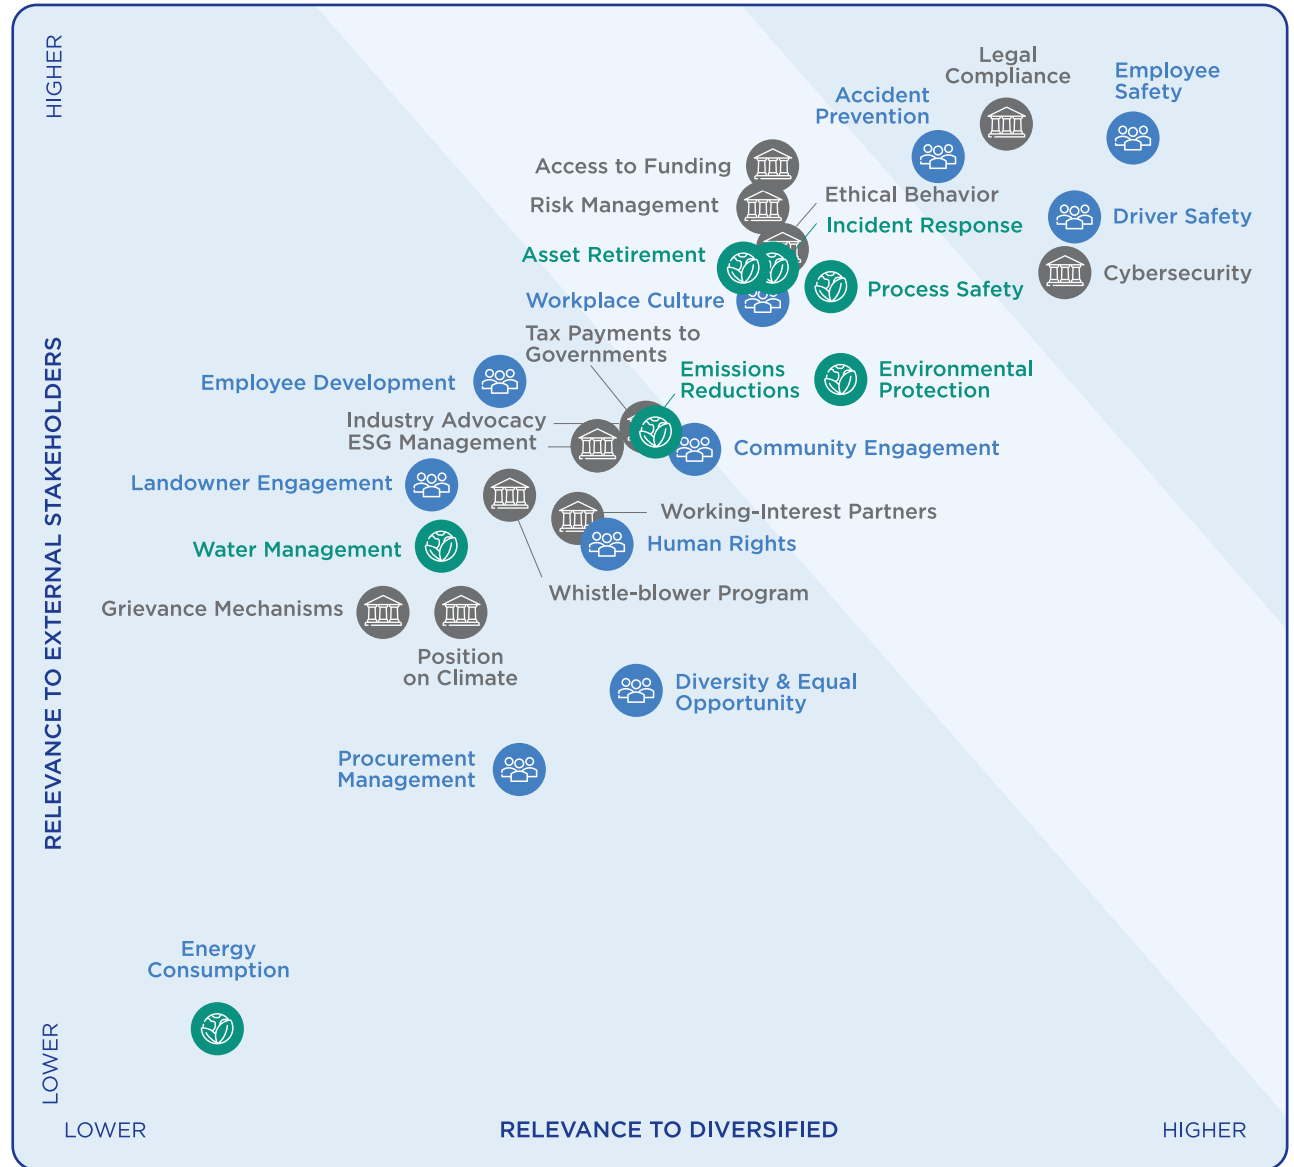 HIGHER
Legal
Compliance
Employee
Safety
Accident
Prevention
Access to Funding
Ethical Behavior
Risk Management
Driver Safety
Incident Response
Asset Retirement
Cybersecurity
Process Safety
Workplace Culture
Tax Payments to
Governments
Emissions
Reductions
Environmental
Protection
Employee Development
Industry Advocacy
ESG Management
Community Engagement
Landowner Engagement
Working-Interest Partners
Human Rights
Water Management
Whistle-blower Program
Grievance Mechanisms
Position
on Climate
Diversity & Equal
Opportunity
Procurement
Management
RELEVANCE TO EXTERNAL STAKEHOLDERS
Energy
Consumption
LOWER
LOWER
RELEVANCE TO DIVERSIFIED
HIGHER